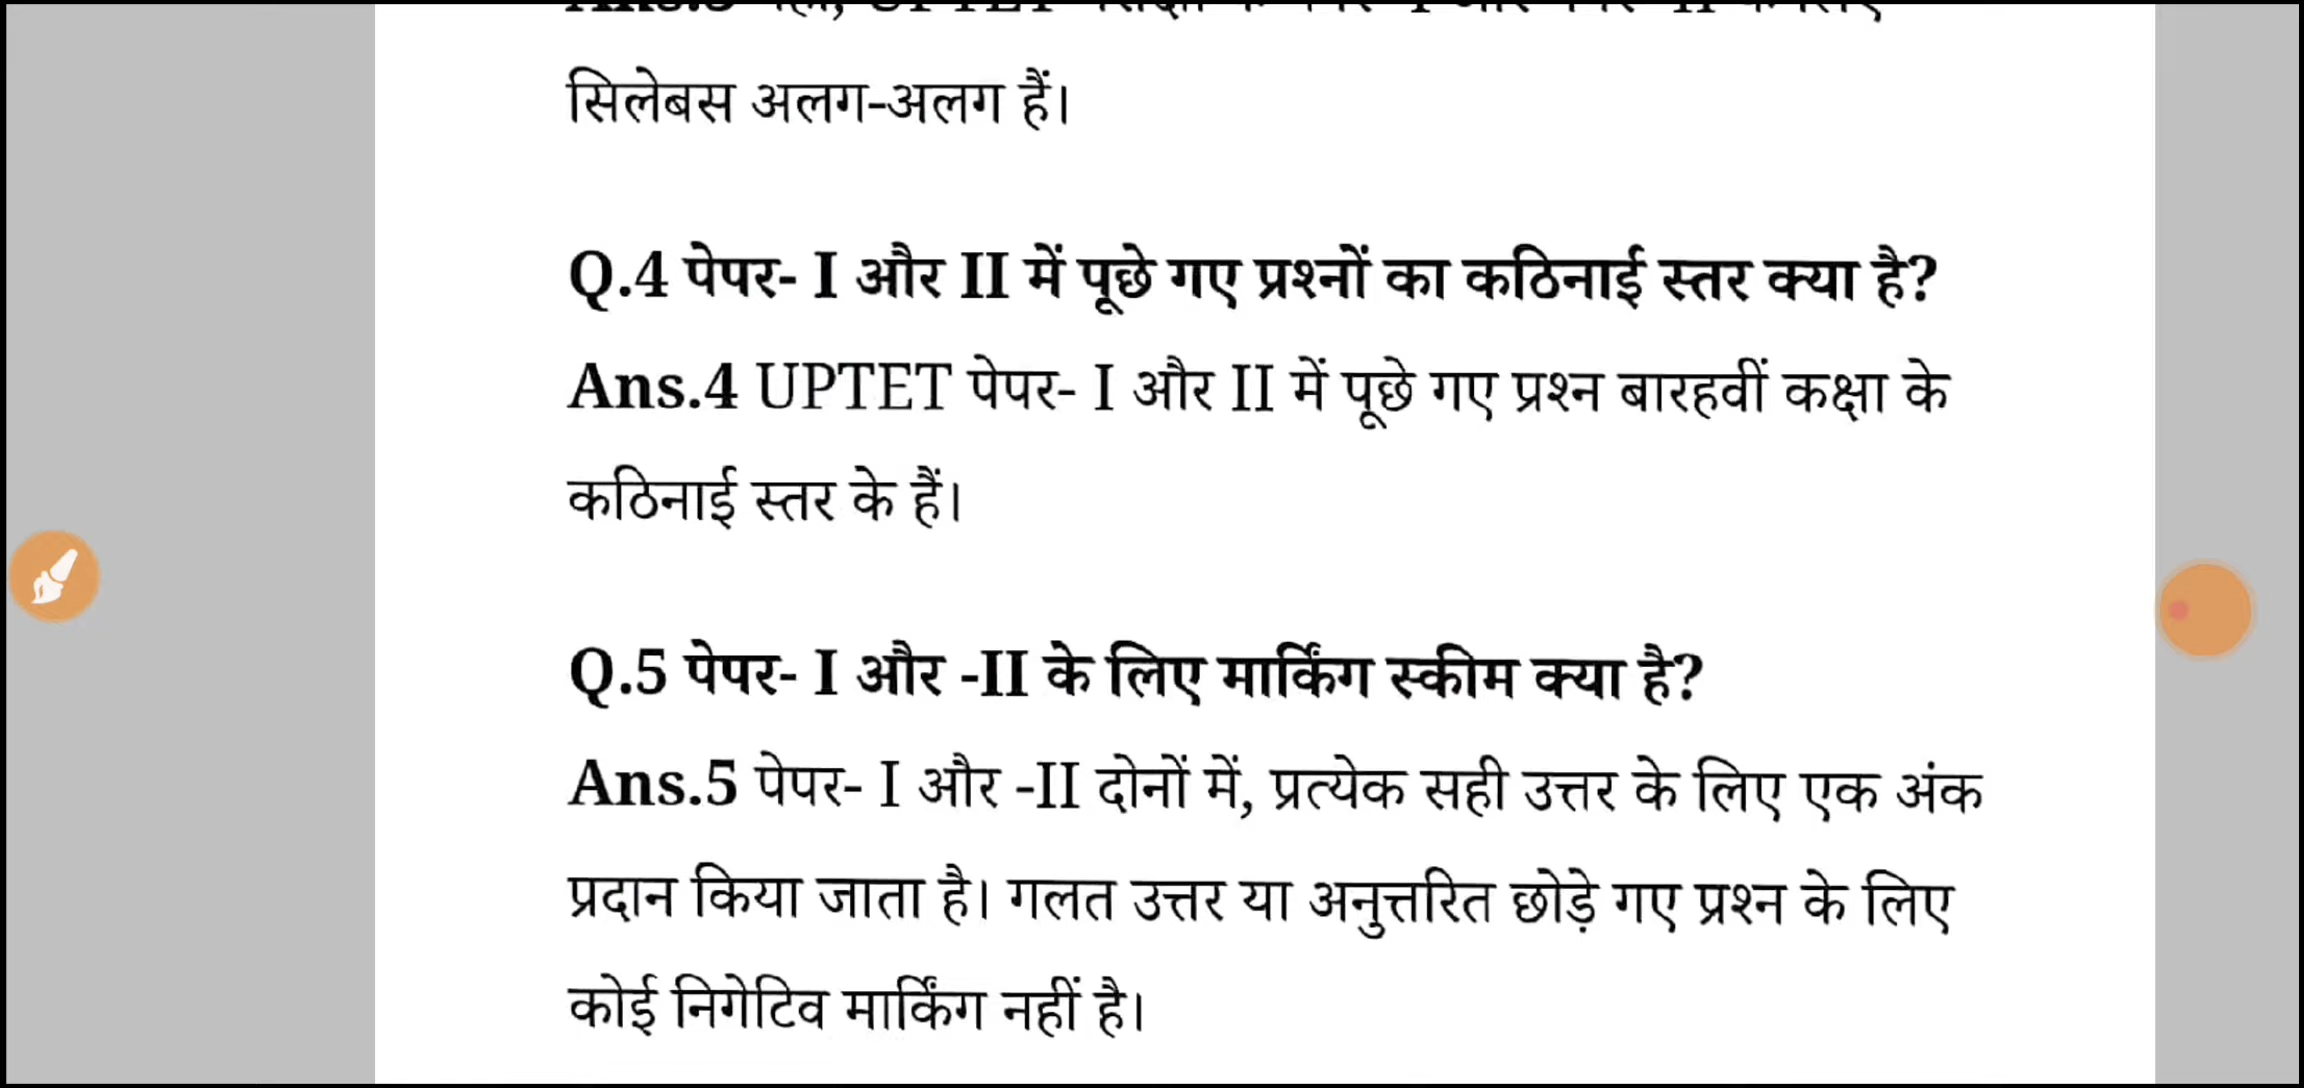 सिलेबस अलग-अलग हैं।
Q.4 पेपर- I और II में पूछे गए प्रश्नों का कठिनाई स्तर क्या है?
Ans.4 UPTET पेपर- I और II में पूछे गए प्रश्न बारहवीं कक्षा के
कठिनाई स्तर के हैं।
Q.5 पेपर- I और -II के लिए मार्किंग स्कीम क्या है?
Ans.5 पेपर- I और -II दोनों में, प्रत्येक सही उत्तर के लिए एक अंक
प्रदान किया जाता है। गलत उत्तर या अनुत्तरित छोड़े गए प्रश्न के लिए
कोई निगेटिव मार्किंग नहीं है।